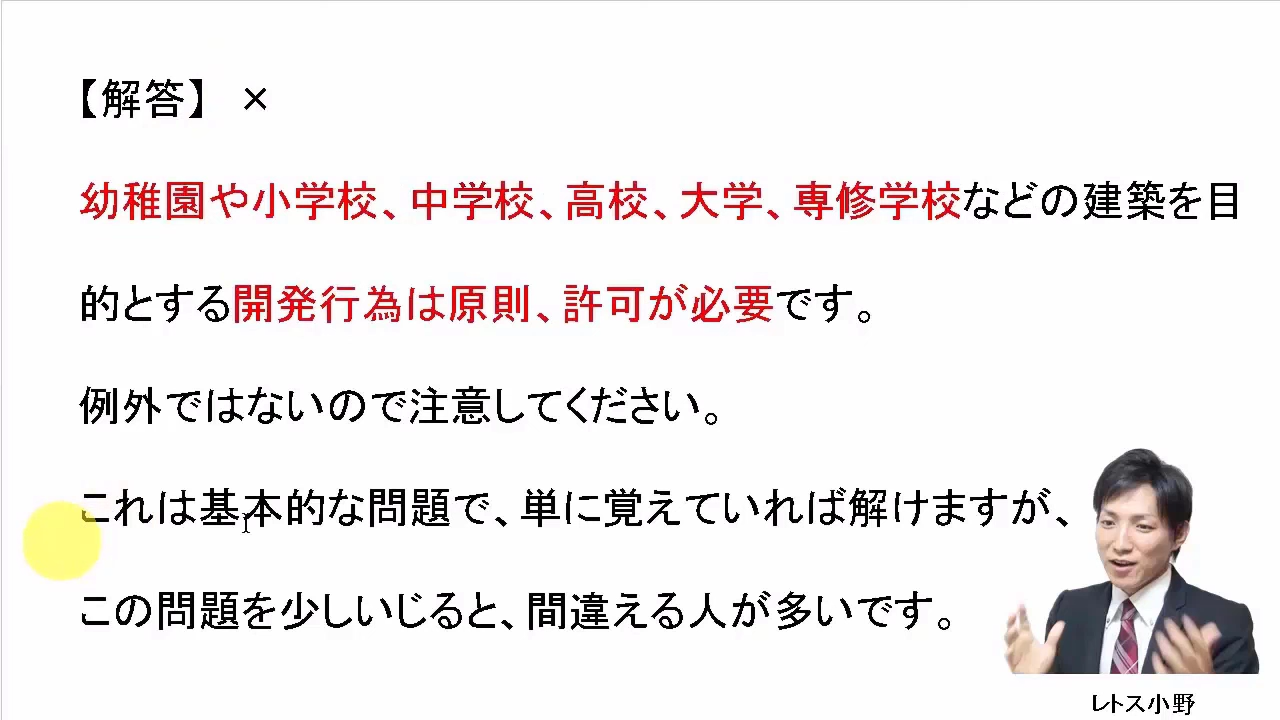 【解答】 ×
幼稚園や小学校、中学校、高校、大学、専修学校などの建築を目
的とする開発行為は原則、許可が必要です。
例外ではないので注意してください。
これは基本的な問題で、単に覚えていれば解けますが、
この問題を少しいじると、間違える人が多いです。
レトス小野